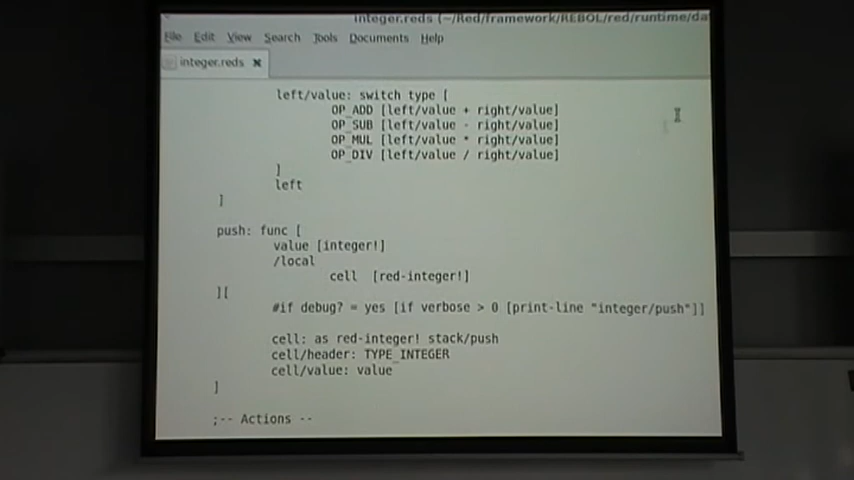 integer.reds (~/Red/framework/REBOL/red/runtime/da
File Edit View Search Tools Documents Help
integer.reds ✖
left/value: switch type [
OP_ADD [left/value + right/value]
OP_SUB [left/value - right/value]
OP_MUL [left/value * right/value]
OP_DIV [left/value / right/value]
]
left
]
push: func [
value [integer!]
/local
cell [red-integer!]
][
#if debug? = yes [if verbose > 0 [print-line "integer/push"]]
cell: as red-integer! stack/push
cell/header: TYPE_INTEGER
cell/value: value
]
;-- Actions --